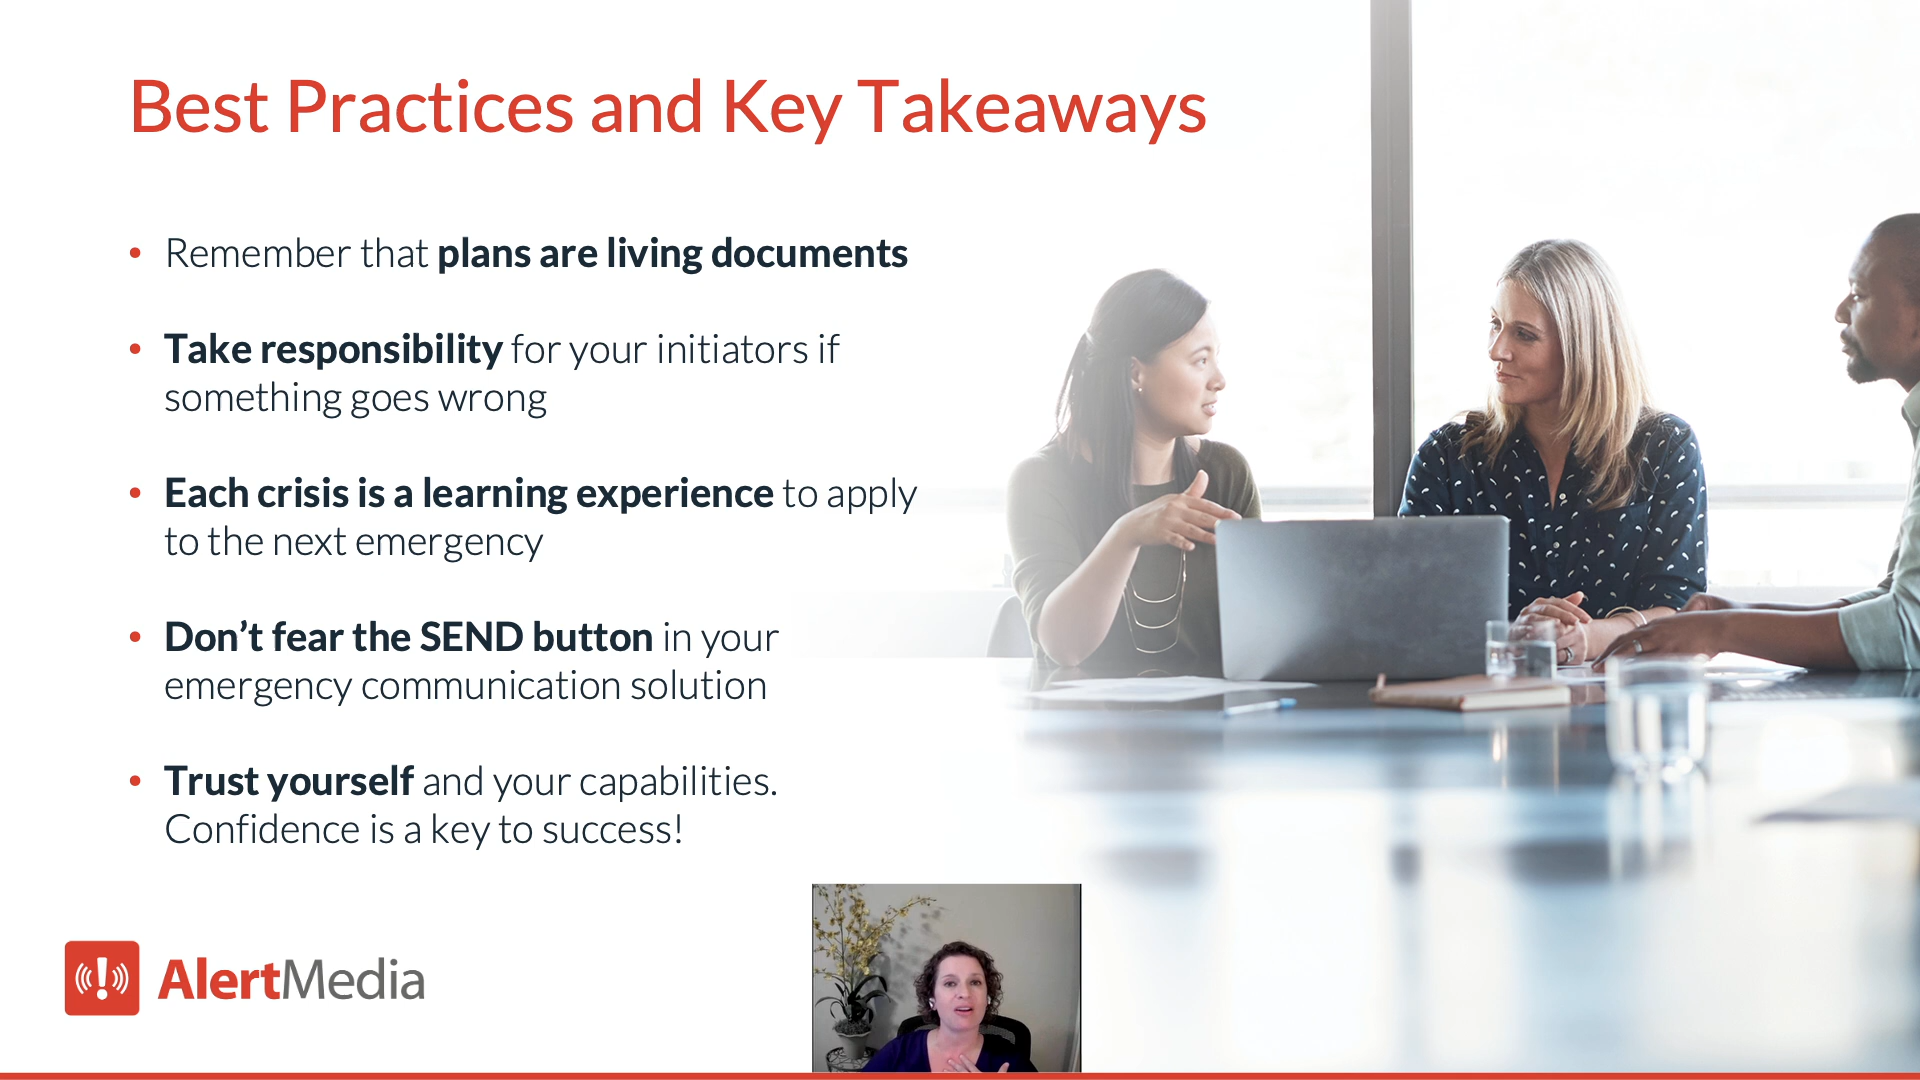 Best Practices and Key Takeaways
• Remember that plans are living documents
• Take responsibility for your initiators if
something goes wrong
• Each crisis is a learning experience to apply
to the next emergency
• Don’t fear the SEND button in your
emergency communication solution
• Trust yourself and your capabilities.
Confidence is a key to success!
AlertMedia